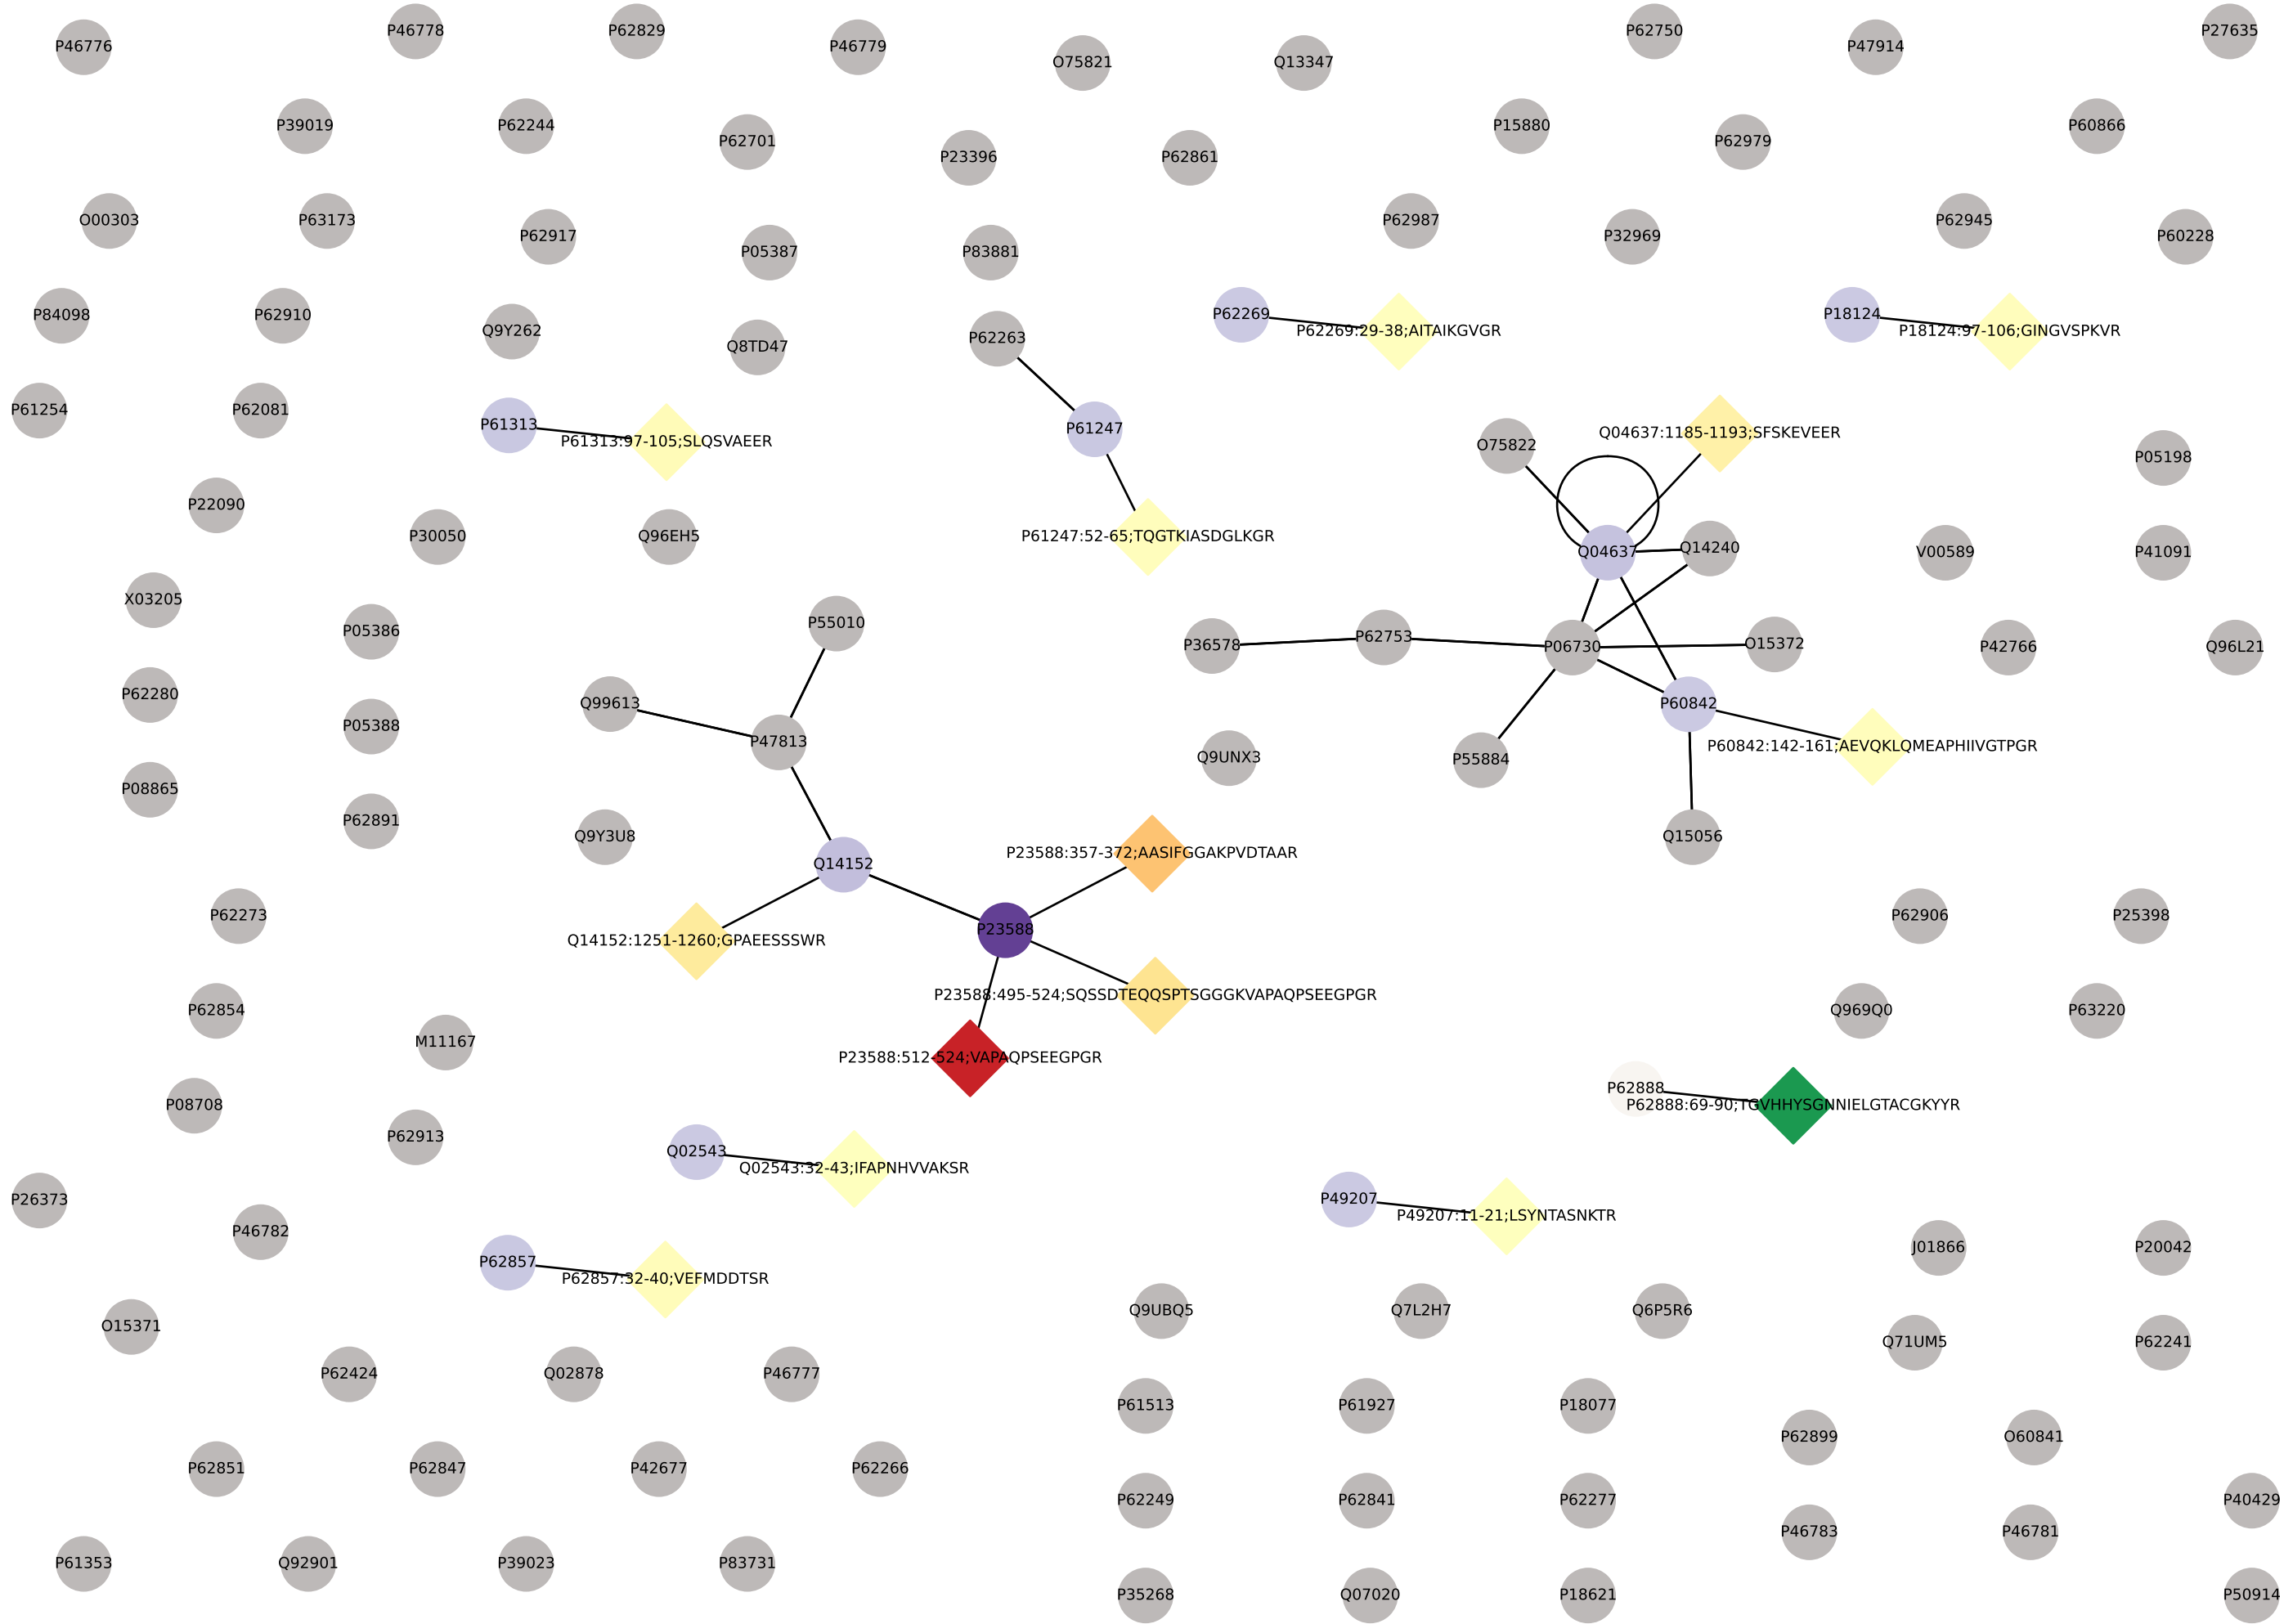 P46776
P46778
P62829
P46779
O75821
Q13347
P62750
P47914
P27635
P39019
P62244
P62701
P23396
P62861
P15880
P62979
P60866
O00303
P63173
P62917
P05387
P83881
P62987
P32969
P62945
P60228
P84098
P62910
Q9Y262
Q8TD47
P62263
P62269
P62269:29-38;AITAIKGVGR
P18124
P18124:97-106;GINGVSPKVR
P61254
P62081
P61313
P61313:97-105;SLQSVAEER
P61247
O75822
Q04637:1185-1193;SFSKEVEER
P05198
P22090
P30050
Q96EH5
P61247:52-65;TQGTKIASDGLKGR
Q04637
Q14240
V00589
P41091
X03205
P05386
P55010
P36578
P62753
P06730
O15372
P42766
Q96L21
P62280
P05388
Q99613
P47813
Q9UNX3
P55884
P60842
P60842:142-161;AEVQKLQMEAPHIIVGTPGR
P08865
P62891
Q9Y3U8
Q14152
P23588:357-372;AASIFGGAKPVDTAAR
Q15056
P62273
Q14152:1251-1260;GPAEESSSWR
P23588
P62906
P25398
P62854
M11167
P23588:495-524;SQSSDTEQQSPTSGGGKVAPAQPSEEGPGR
P23588:512-524;VAPAQPSEEGPGR
Q969Q0
P63220
P08708
P62913
P62888
P62888:69-90;TGVHHYSGNNIELGTACGKYYR
Q02543
Q02543:32-43;IFAPNHVVAKSR
P26373
P46782
P49207
P49207:11-21;LSYNTASNKTR
P62857
P62857:32-40;VEFMDDTSR
J01866
P20042
O15371
Q9UBQ5
Q7L2H7
Q6P5R6
Q71UM5
P62241
P62424
Q02878
P46777
P61513
P61927
P18077
P62899
O60841
P62851
P62847
P42677
P62266
P62249
P62841
P62277
P46783
P46781
P40429
P61353
Q92901
P39023
P83731
P35268
Q07020
P18621
P50914